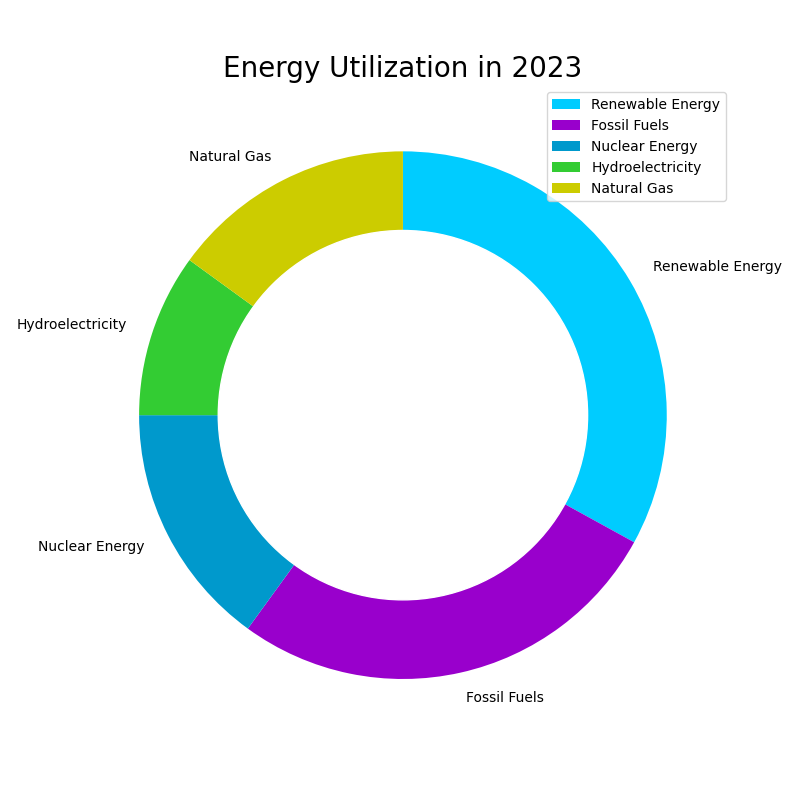 Energy Utilization in 2023
Renewable Energy
Fossil Fuels
Nuclear Energy
Hydroelectricity
Natural Gas
Natural Gas
Renewable Energy
Hydroelectricity
Nuclear Energy
Fossil Fuels